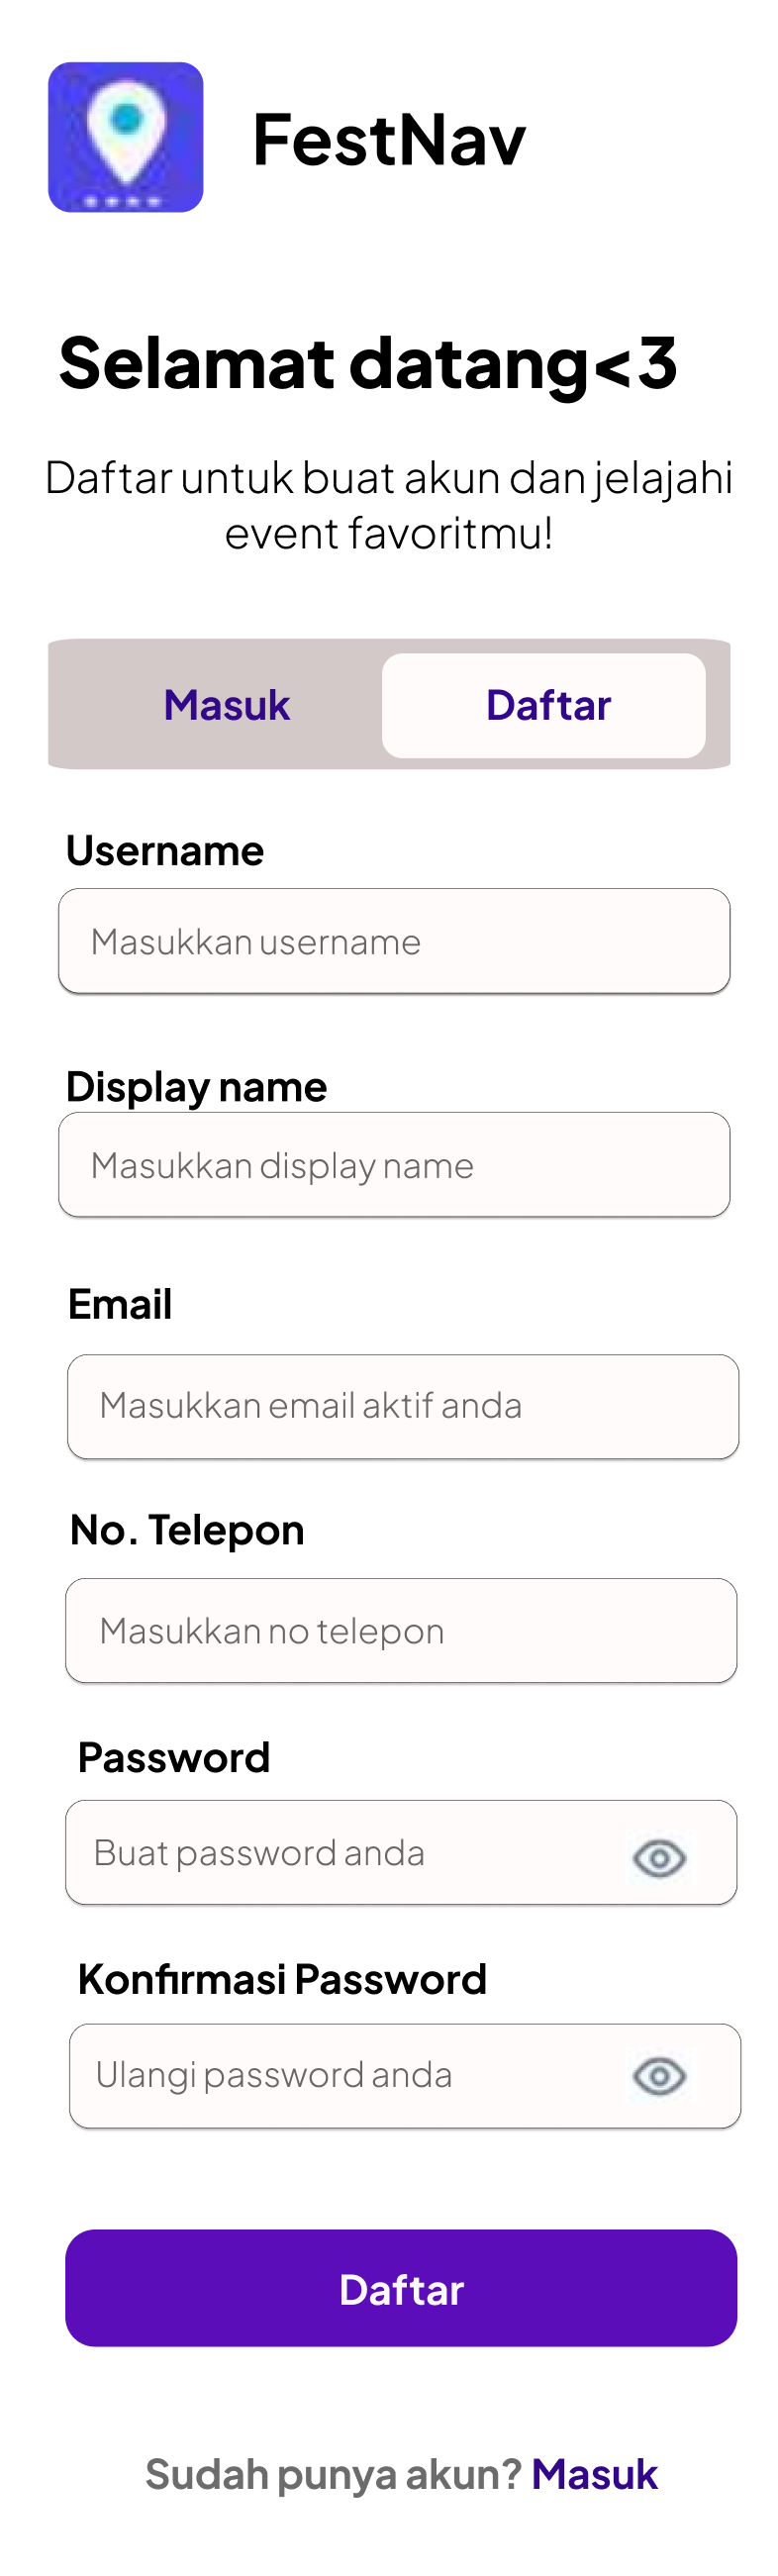 FestNav
Selamat datang<3
Daftar untuk buat akun dan jelajahi
event favoritmu!
Masuk Daftar
Username
Masukkan username
Display name
Masukkan display name
Email
Masukkan email aktif anda
No. Telepon
Masukkan no telepon
Password
Buat password anda
Konfirmasi Password
Ulangi password anda
Daftar
Sudah punya akun? Masuk